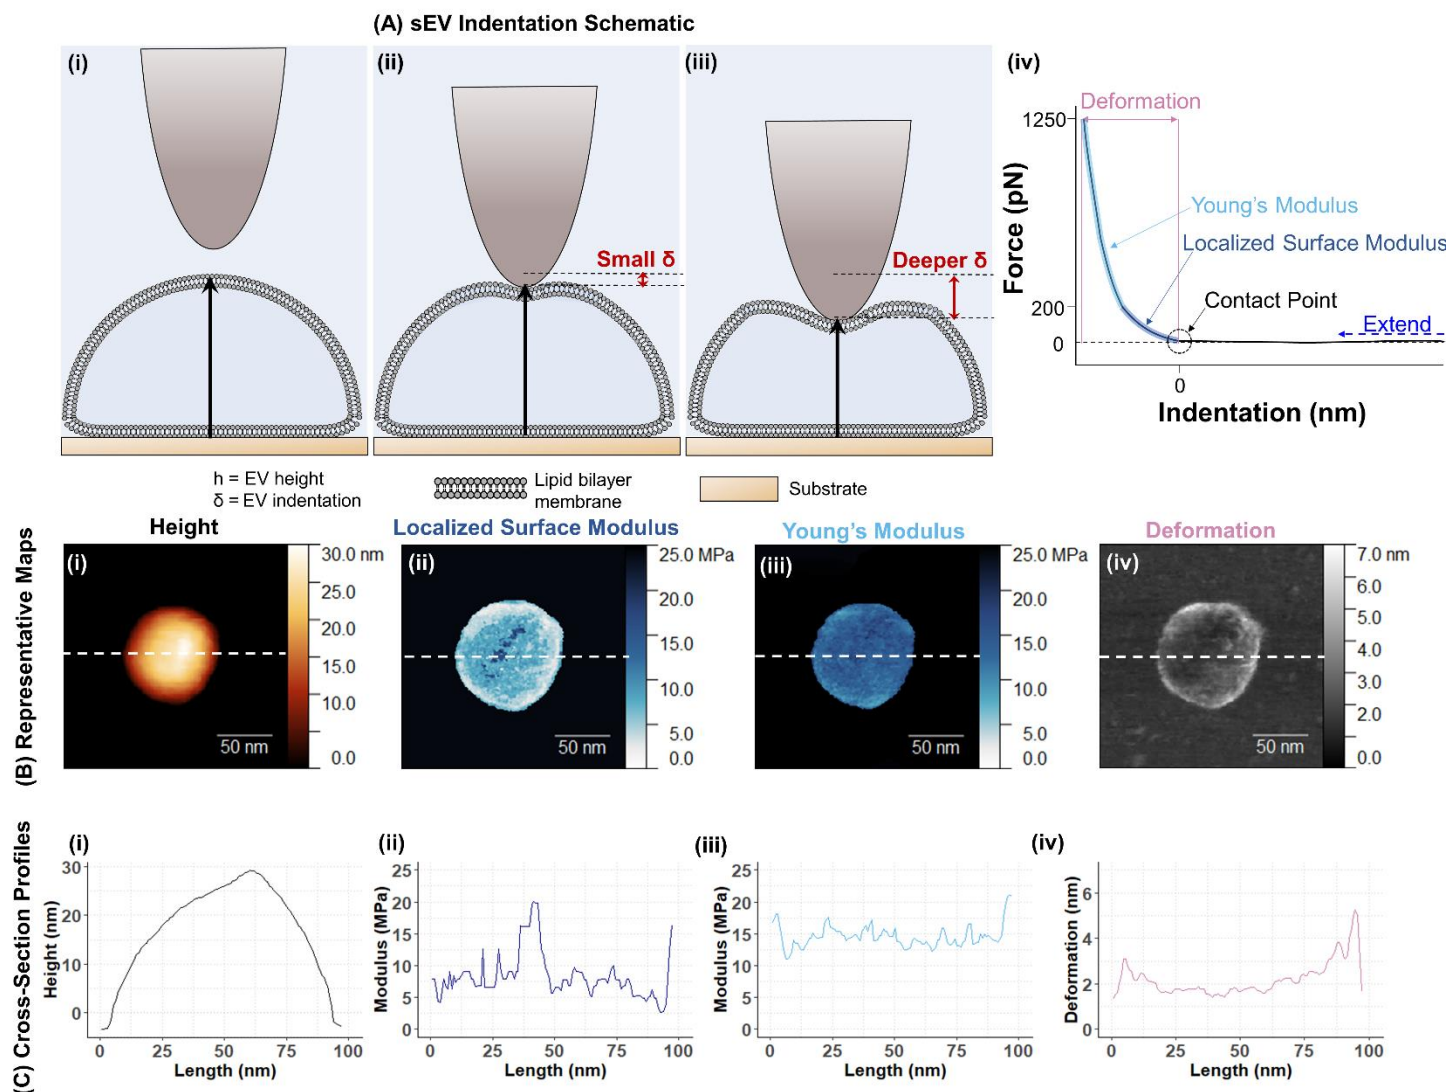 (A) sEV Indentation Schematic
(i)
(ii)
(iii)
(iv)
Small δ
Deeper δ
Deformation
1250
Young's Modulus
Localized Surface Modulus
Force (pN)
200
Contact Point
Extend
0
0
Indentation (nm)
h = EV height
δ = EV indentation
Lipid bilayer
membrane
Substrate
(B) Representative Maps
Height
(i)
30.0 nm
20.0
15.0
10.0
0.0
50 nm
Localized Surface Modulus
(ii)
25.0 MPa
20.0
15.0
10.0
5.0
0.0
50 nm
Young's Modulus
(iii)
25.0 MPa
20.0
15.0
10.0
5.0
0.0
50 nm
Deformation
(iv)
7.0 nm
6.0
5.0
4.0
3.0
2.0
0.0
50 nm
(C) Cross-Section Profiles
(i)
Height (nm)
30
20
10
0
0
25
50
75
100
Length (nm)
(ii)
Modulus (MPa)
25
20
15
10
5
0
0
25
50
75
100
Length (nm)
(iii)
Modulus (MPa)
25
20
15
10
5
0
0
25
50
75
100
Length (nm)
(iv)
Deformation (nm)
6
4
2
0
0
25
50
75
100
Length (nm)